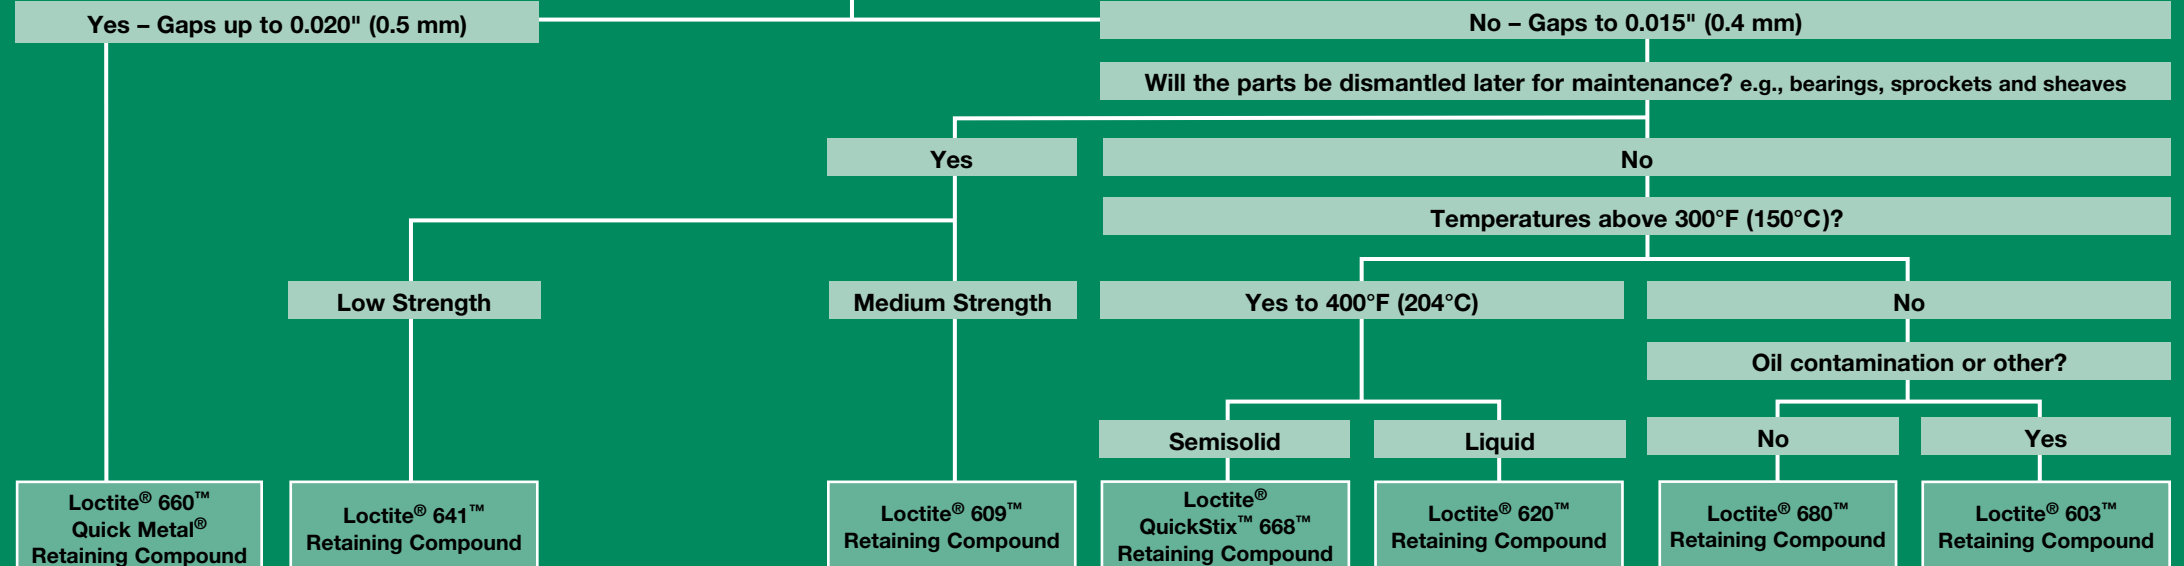 Yes – Gaps up to 0.020" (0.5 mm)
No – Gaps to 0.015" (0.4 mm)
Will the parts be dismantled later for maintenance? e.g., bearings, sprockets and sheaves
Yes
No
Temperatures above 300°F (150°C)?
Low Strength
Medium Strength
Yes to 400°F (204°C)
No
Oil contamination or other?
Semisolid
Liquid
No
Yes
Loctite® 660™
Quick Metal®
Retaining Compound
Loctite® 641™
Retaining Compound
Loctite® 609™
Retaining Compound
Loctite®
QuickStix™ 668™
Retaining Compound
Loctite® 620™
Retaining Compound
Loctite® 680™
Retaining Compound
Loctite® 603™
Retaining Compound